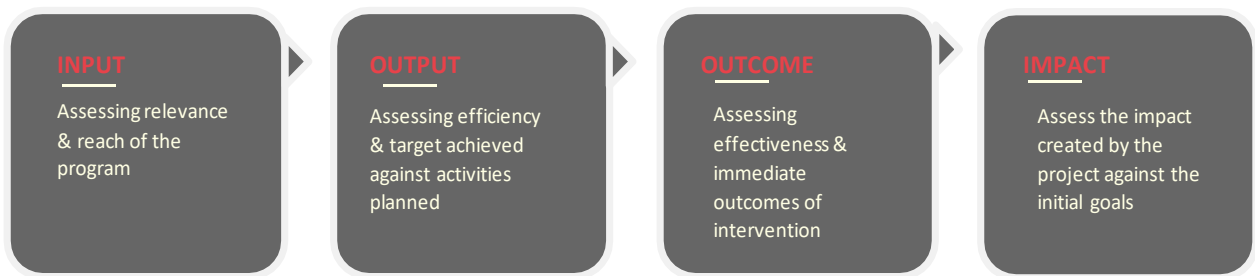 INPUT
Assessing relevance
& reach of the
program
OUTPUT
Assessing efficiency
& target achieved
against activities
planned
OUTCOME
Assessing
effectiveness &
immediate
outcomes of
intervention
IMPACT
Assess the impact
created by the
project against the
initial goals